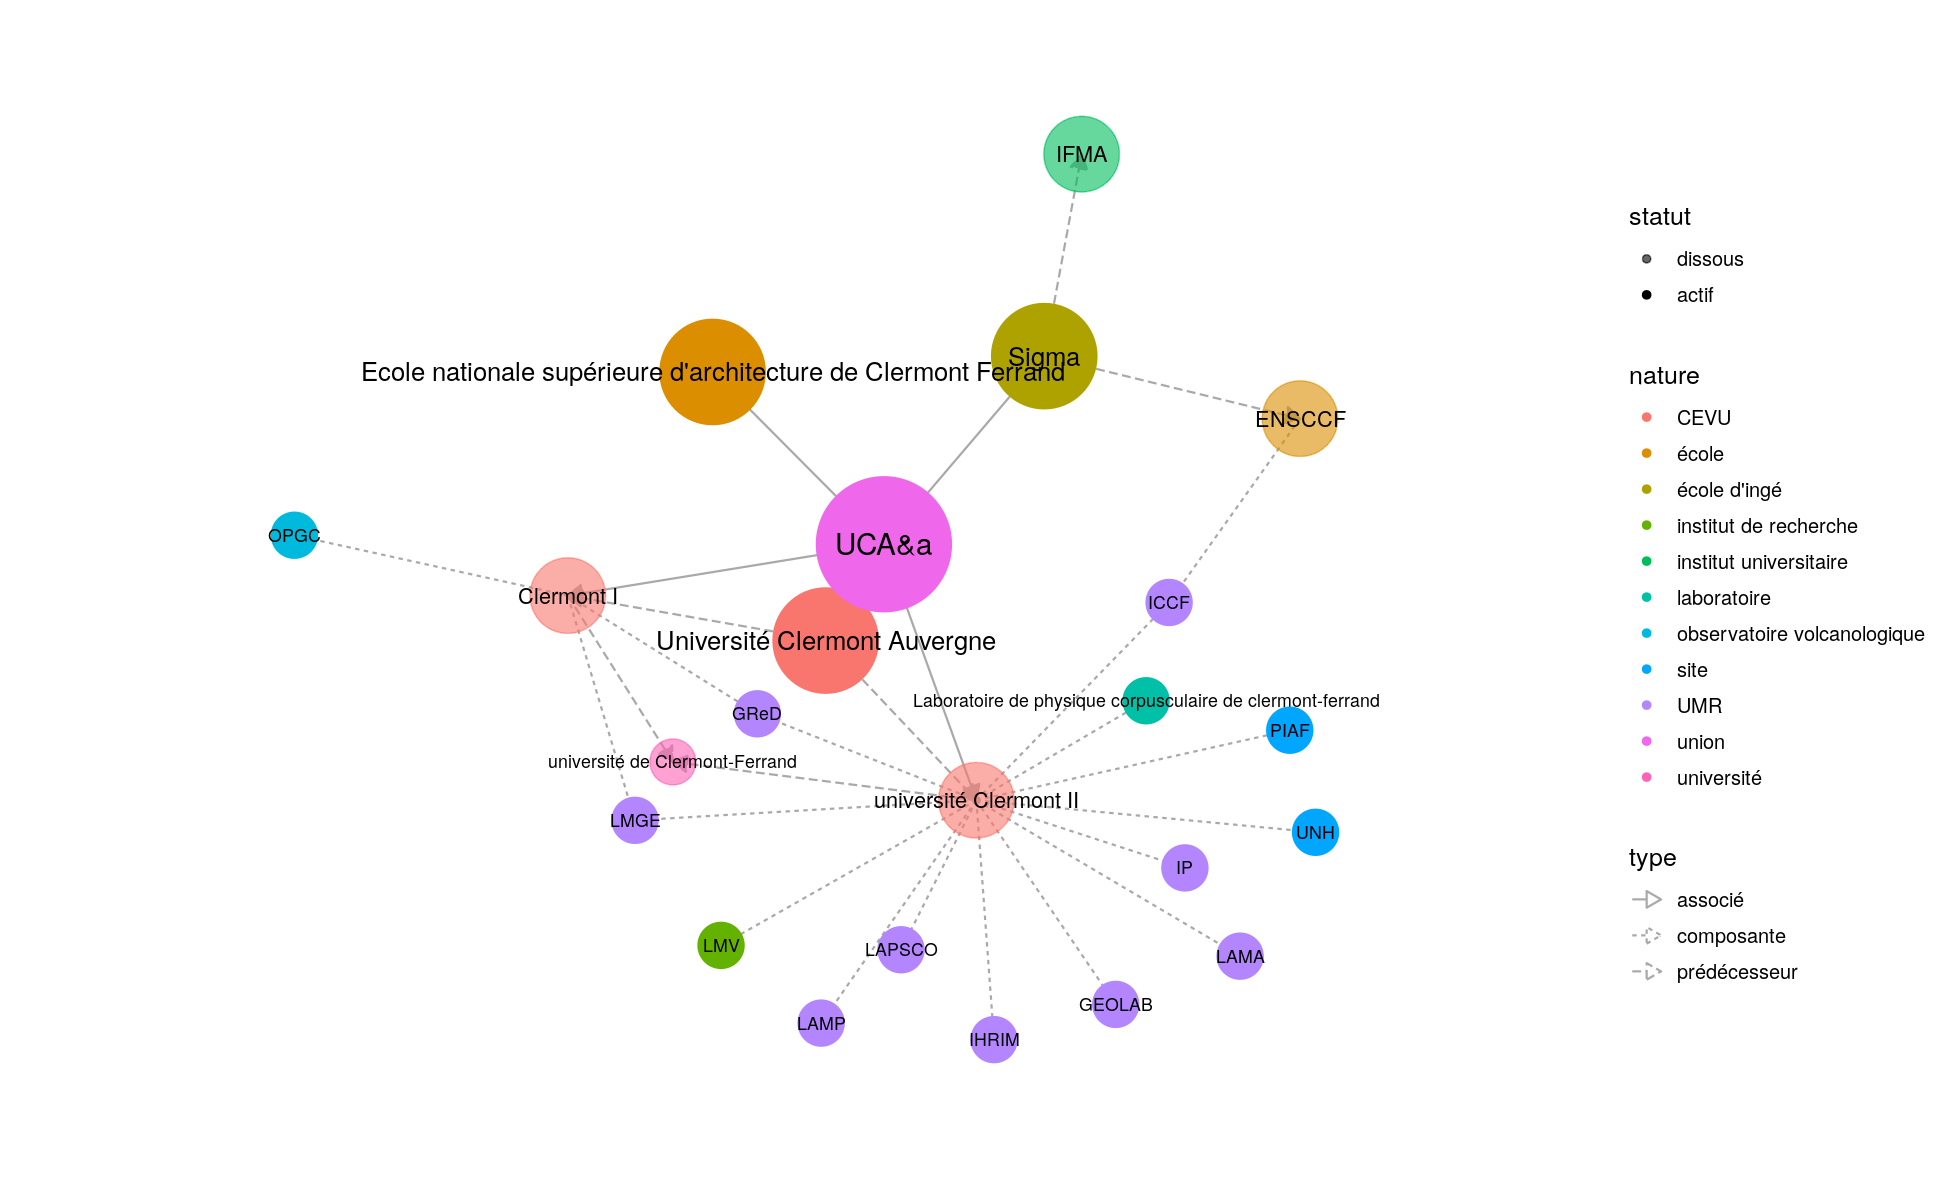 IFMA
Ecole nationale supérieure d'architecture de Clermont Ferrand
Sigma
ENSCCF
OPGC
UCA&a
Clermont I
ICCF
Université Clermont Auvergne
Laboratoire de physique corpusculaire de clermont-ferrand
GReD
PIAF
université de Clermont-Ferrand
université Clermont II
LMGE
UNH
IP
LMV
LAPSCO
LAMA
GEOLAB
LAMP
IHRIM
statut
dissous
actif
nature
CEVU
école
école d'ingé
institut de recherche
institut universitaire
laboratoire
observatoire volcanologique
site
UMR
union
université
type
associé
composante
prédécesseur